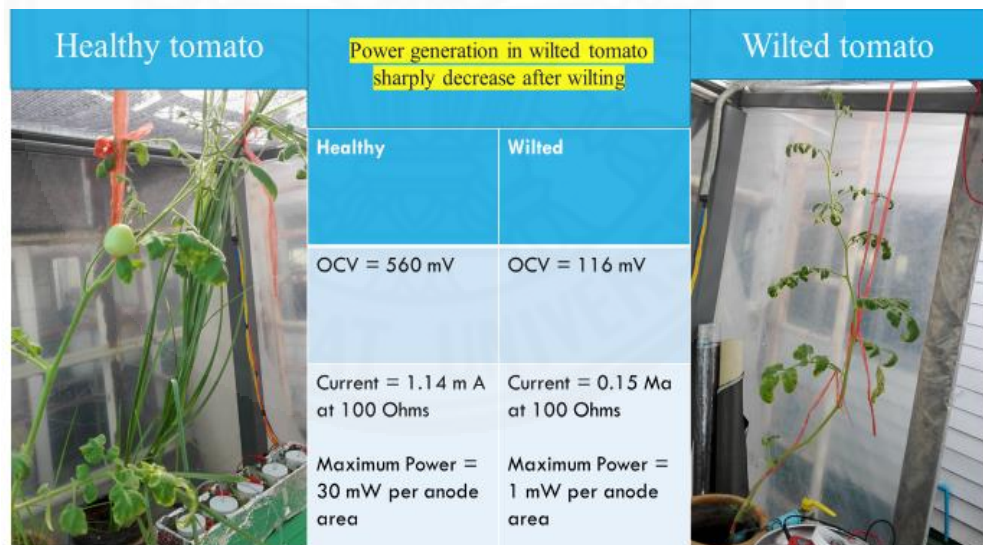 Healthy tomato
Power generation in wilted tomato
sharply decrease after wilting
Wilted tomato
Healthy
Wilted
OCV = 560 mV
OCV = 116 mV
Current = 1.14 m A
at 100 Ohms
Current = 0.15 Ma
at 100 Ohms
Maximum Power =
30 mW per anode
area
Maximum Power =
1 mW per anode
area